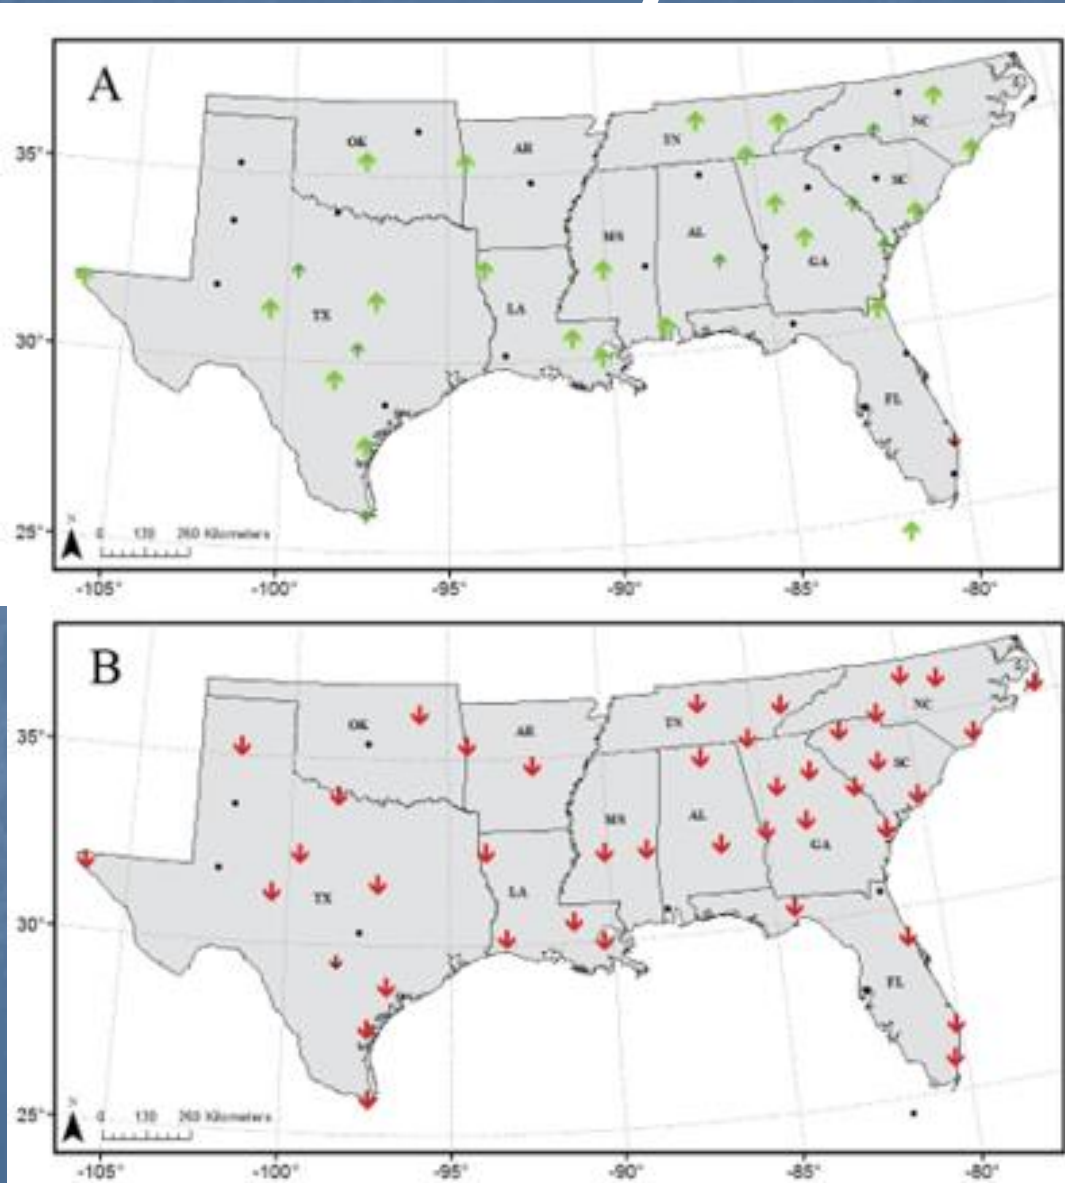 A
OK
AR
TN
NC
SC
MS
AL
GA
TX
LA
FL
35°
30°
25°
N
0 130 260 Kilometers
-105° -100° -95° -90° -85° -80°
B
OK
AR
TN
NC
SC
MS
AL
GA
TX
LA
FL
35°
30°
25°
N
0 130 260 Kilometers
-105° -100° -95° -90° -85° -80°